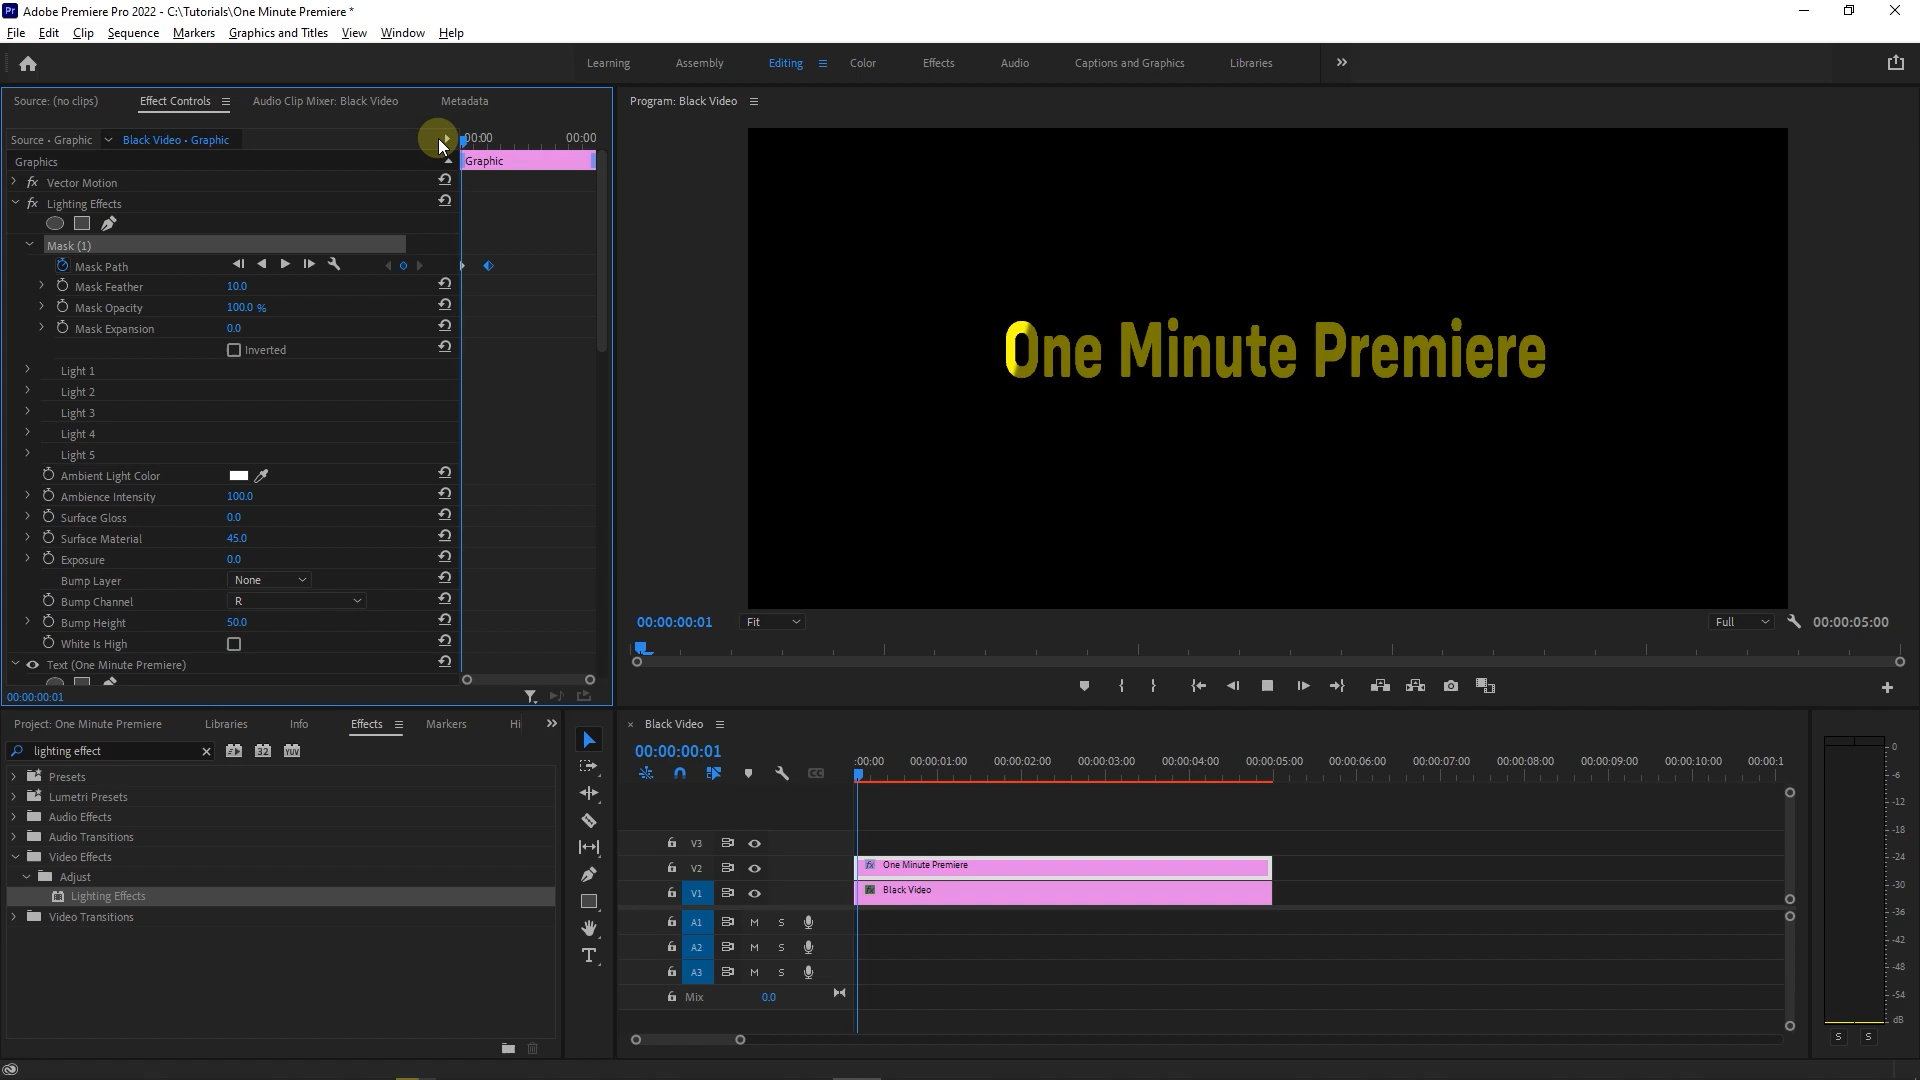 Adobe Premiere Pro 2022 - C:\Tutorials\One Minute Premiere *
File Edit Clip Sequence Markers Graphics and Titles View Window Help
Learning Assembly Editing Color Effects Audio Captions and Graphics Libraries
Source: (no clips) Effect Controls Audio Clip Mixer: Black Video Metadata
Program: Black Video
Source • Graphic Black Video • Graphic
:00:00 00:00
Graphics
Graphic
fx Vector Motion
fx Lighting Effects
Mask (1)
Mask Path
Mask Feather 10.0
Mask Opacity 100.0 %
Mask Expansion 0.0
Inverted
Light 1
Light 2
Light 3
Light 4
Light 5
Ambient Light Color
Ambience Intensity 100.0
Surface Gloss 0.0
Surface Material 45.0
Exposure 0.0
Bump Layer None
Bump Channel R
Bump Height 50.0
White Is High
Text (One Minute Premiere)
00:00:00:01
One Minute Premiere
00:00:00:01 Fit Full 00:00:05:00
Project: One Minute Premiere Libraries Info Effects Markers Hi
lighting effect
32 YUV
Presets
Lumetri Presets
Audio Effects
Audio Transitions
Video Effects
Adjust
Lighting Effects
Video Transitions
Black Video
00:00:00:01
:00:00 00:00:01:00 00:00:02:00 00:00:03:00 00:00:04:00 00:00:05:00 00:00:06:00 00:00:07:00 00:00:08:00 00:00:09:00 00:00:10:00 00:00:1
V3
V2 fx One Minute Premiere
V1 fx Black Video
A1 M S
A2 M S
A3 M S
Mix 0.0
0
-6
-12
-18
-24
-30
-36
-42
-48
-54
dB
S S